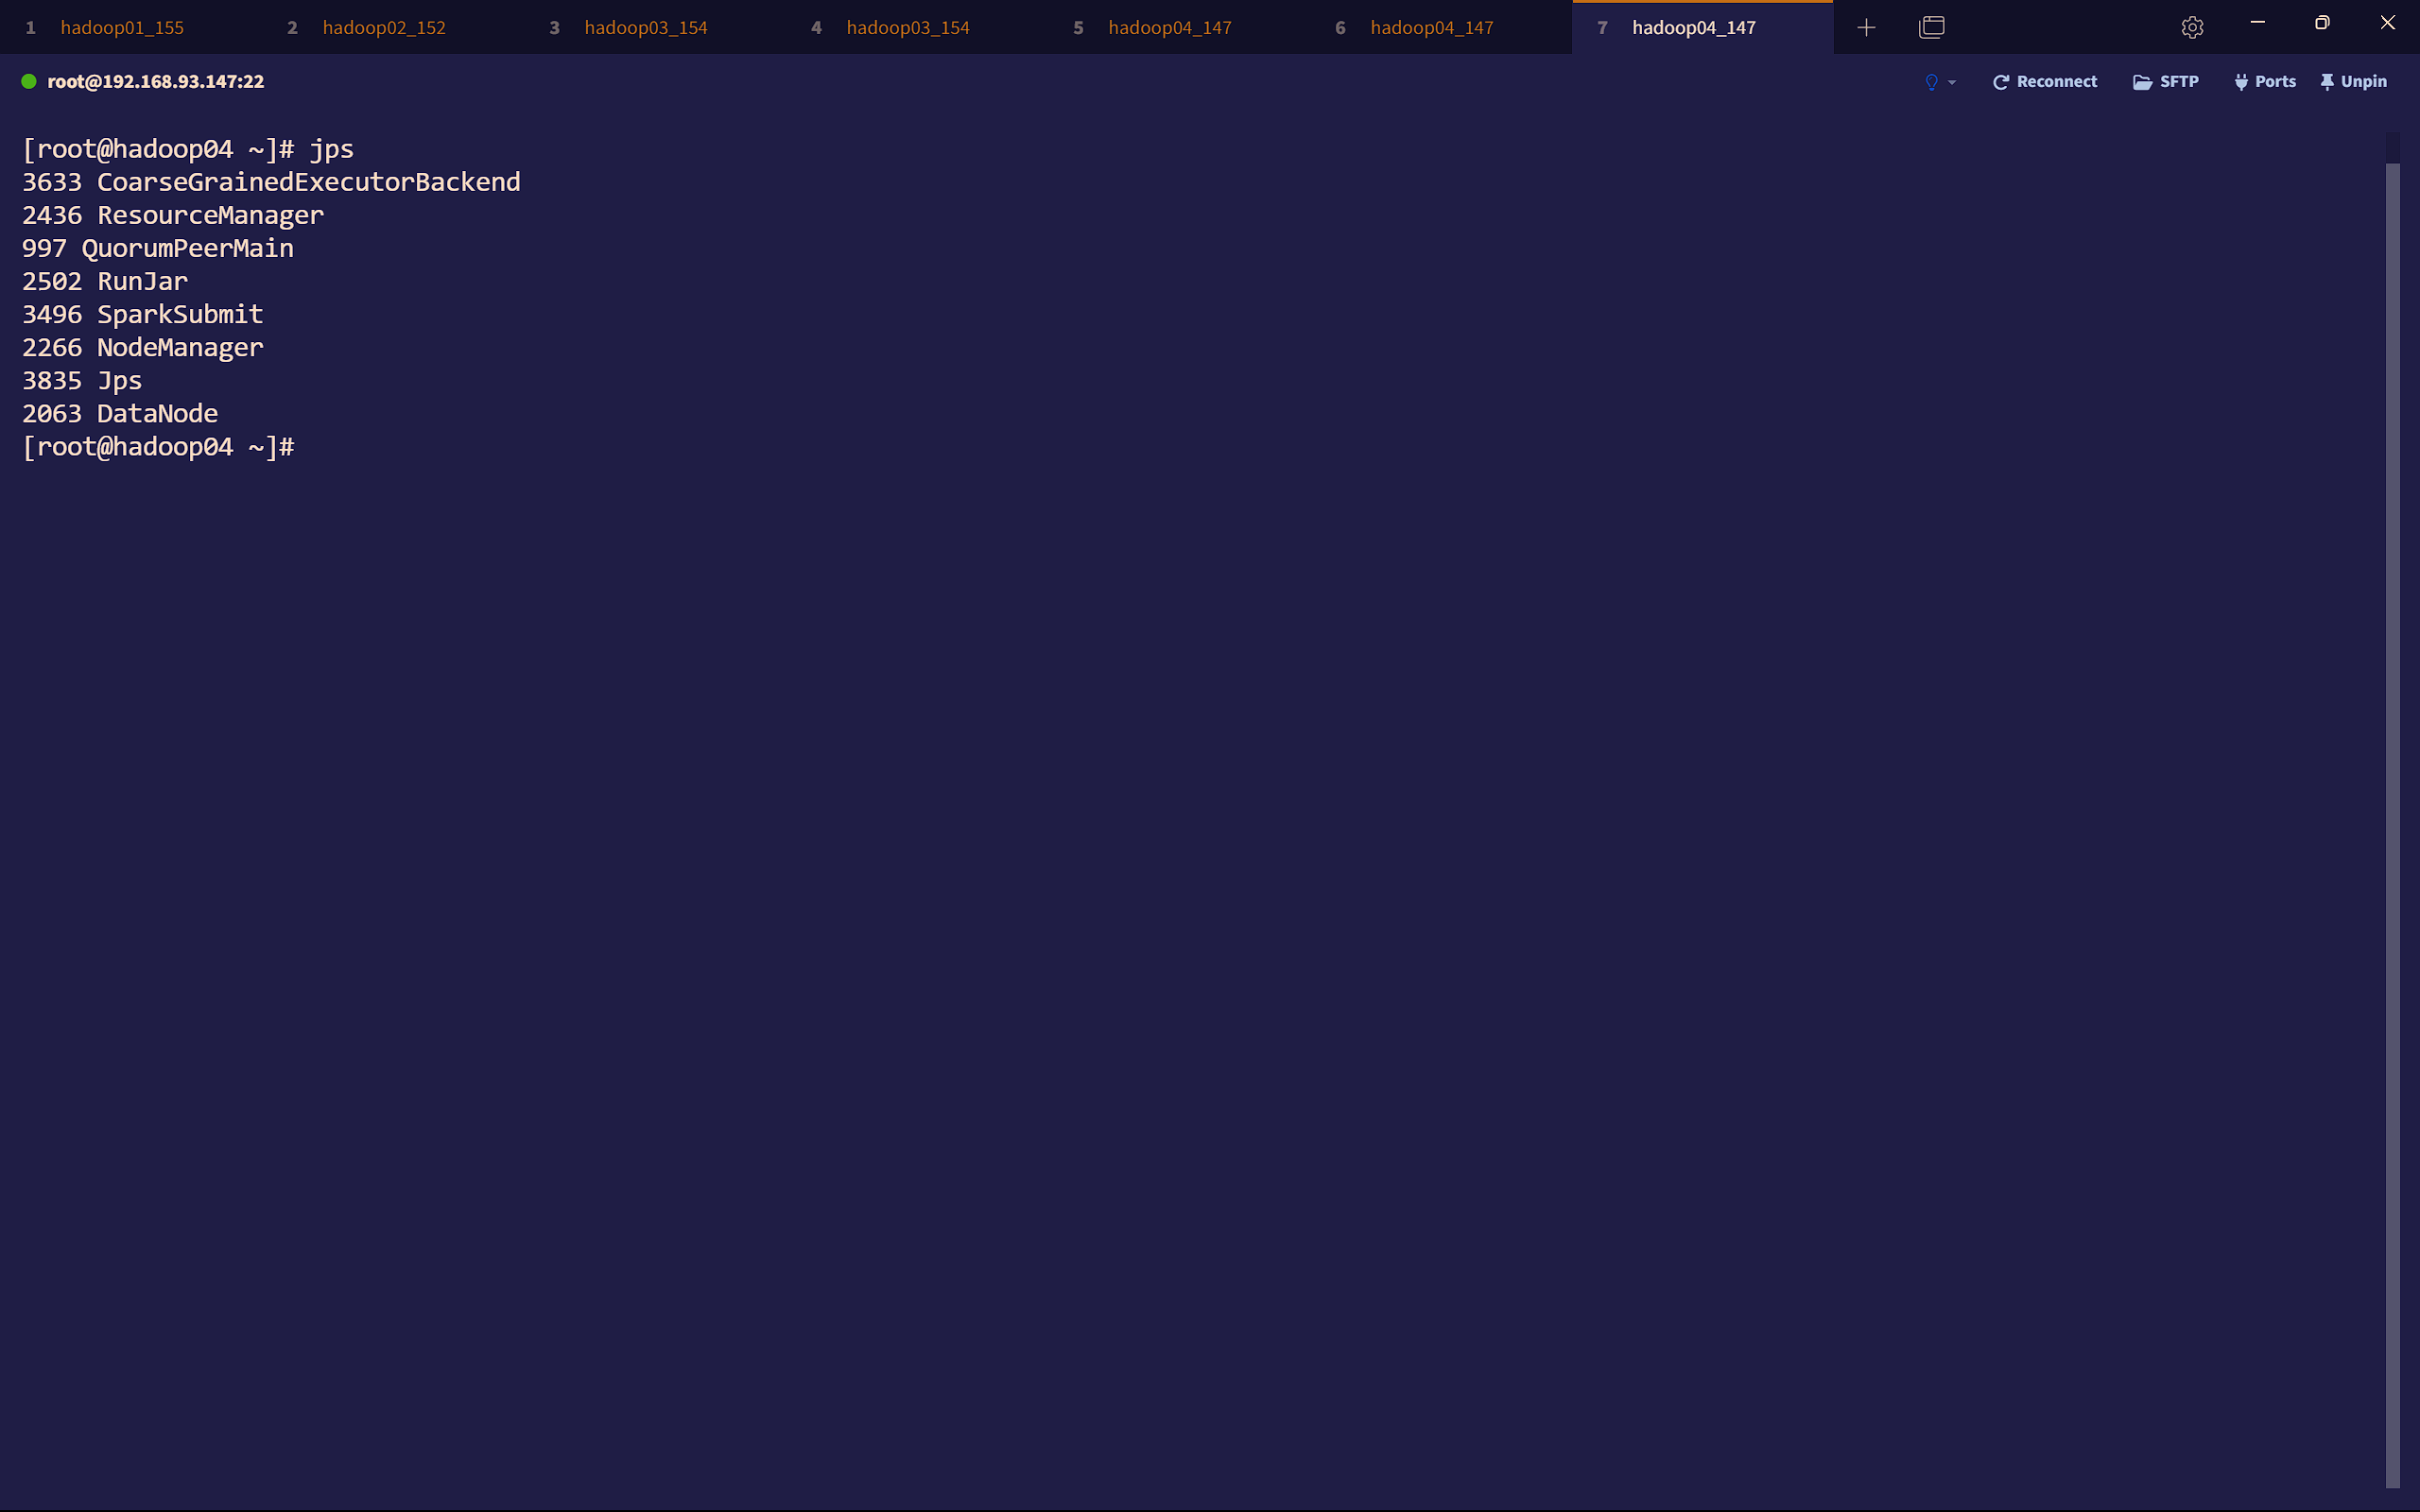 1 hadoop01_155 2 hadoop02_152 3 hadoop03_154 4 hadoop03_154 5 hadoop04_147 6 hadoop04_147 7 hadoop04_147
root@192.168.93.147:22 Reconnect SFTP Ports Unpin
[root@hadoop04 ~]# jps
3633 CoarseGrainedExecutorBackend
2436 ResourceManager
997 QuorumPeerMain
2502 RunJar
3496 SparkSubmit
2266 NodeManager
3835 Jps
2063 DataNode
[root@hadoop04 ~]#